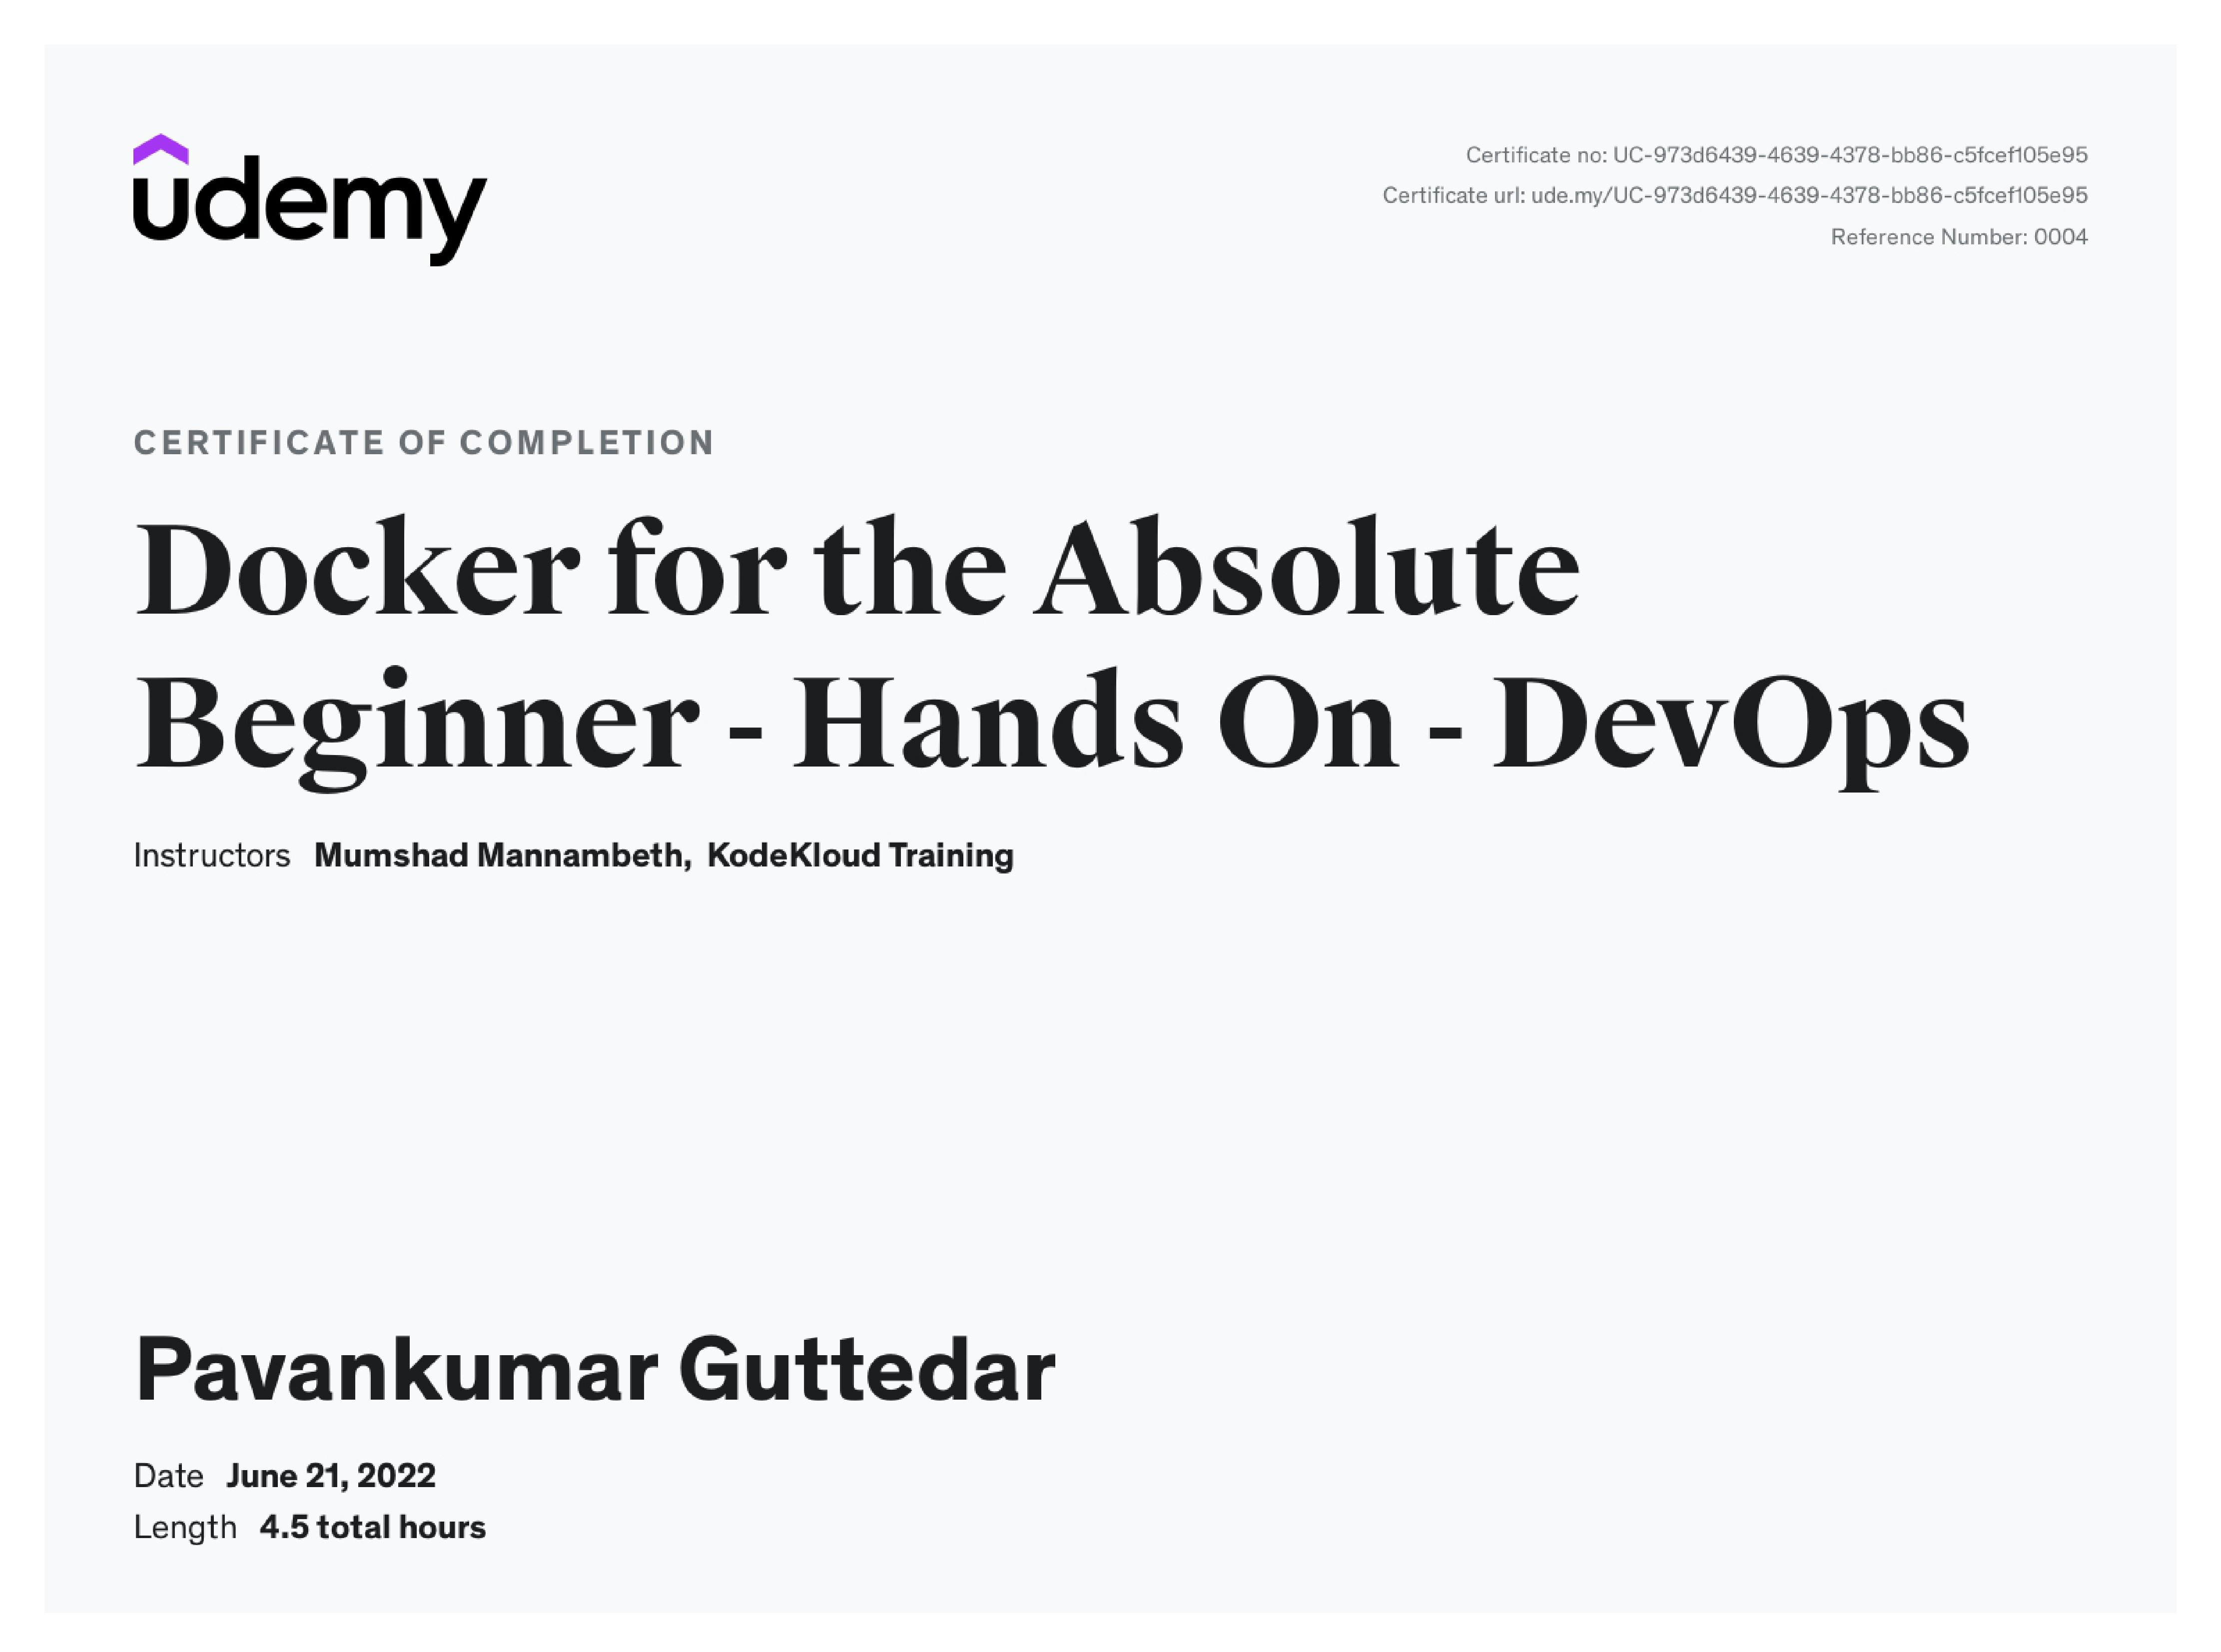 udemy
Certificate no: UC-973d6439-4639-4378-bb86-c5fcef105e95
Certificate url: ude.my/UC-973d6439-4639-4378-bb86-c5fcef105e95
Reference Number: 0004
CERTIFICATE OF COMPLETION
Docker for the Absolute
Beginner - Hands On - DevOps
Instructors Mumshad Mannambeth, KodeKloud Training
Pavankumar Guttedar
Date June 21, 2022
Length 4.5 total hours